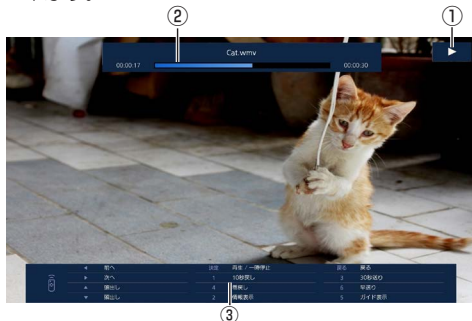 ② ①
Cat.wmv
00:00:17 00:00:30
前へ 決定 再生／一時停止 戻る 戻る
次へ 1 10秒戻し 3 30秒送り
頭出し 4 6 早送り
頭出し 2 情報表示 5 ガイド表示
③